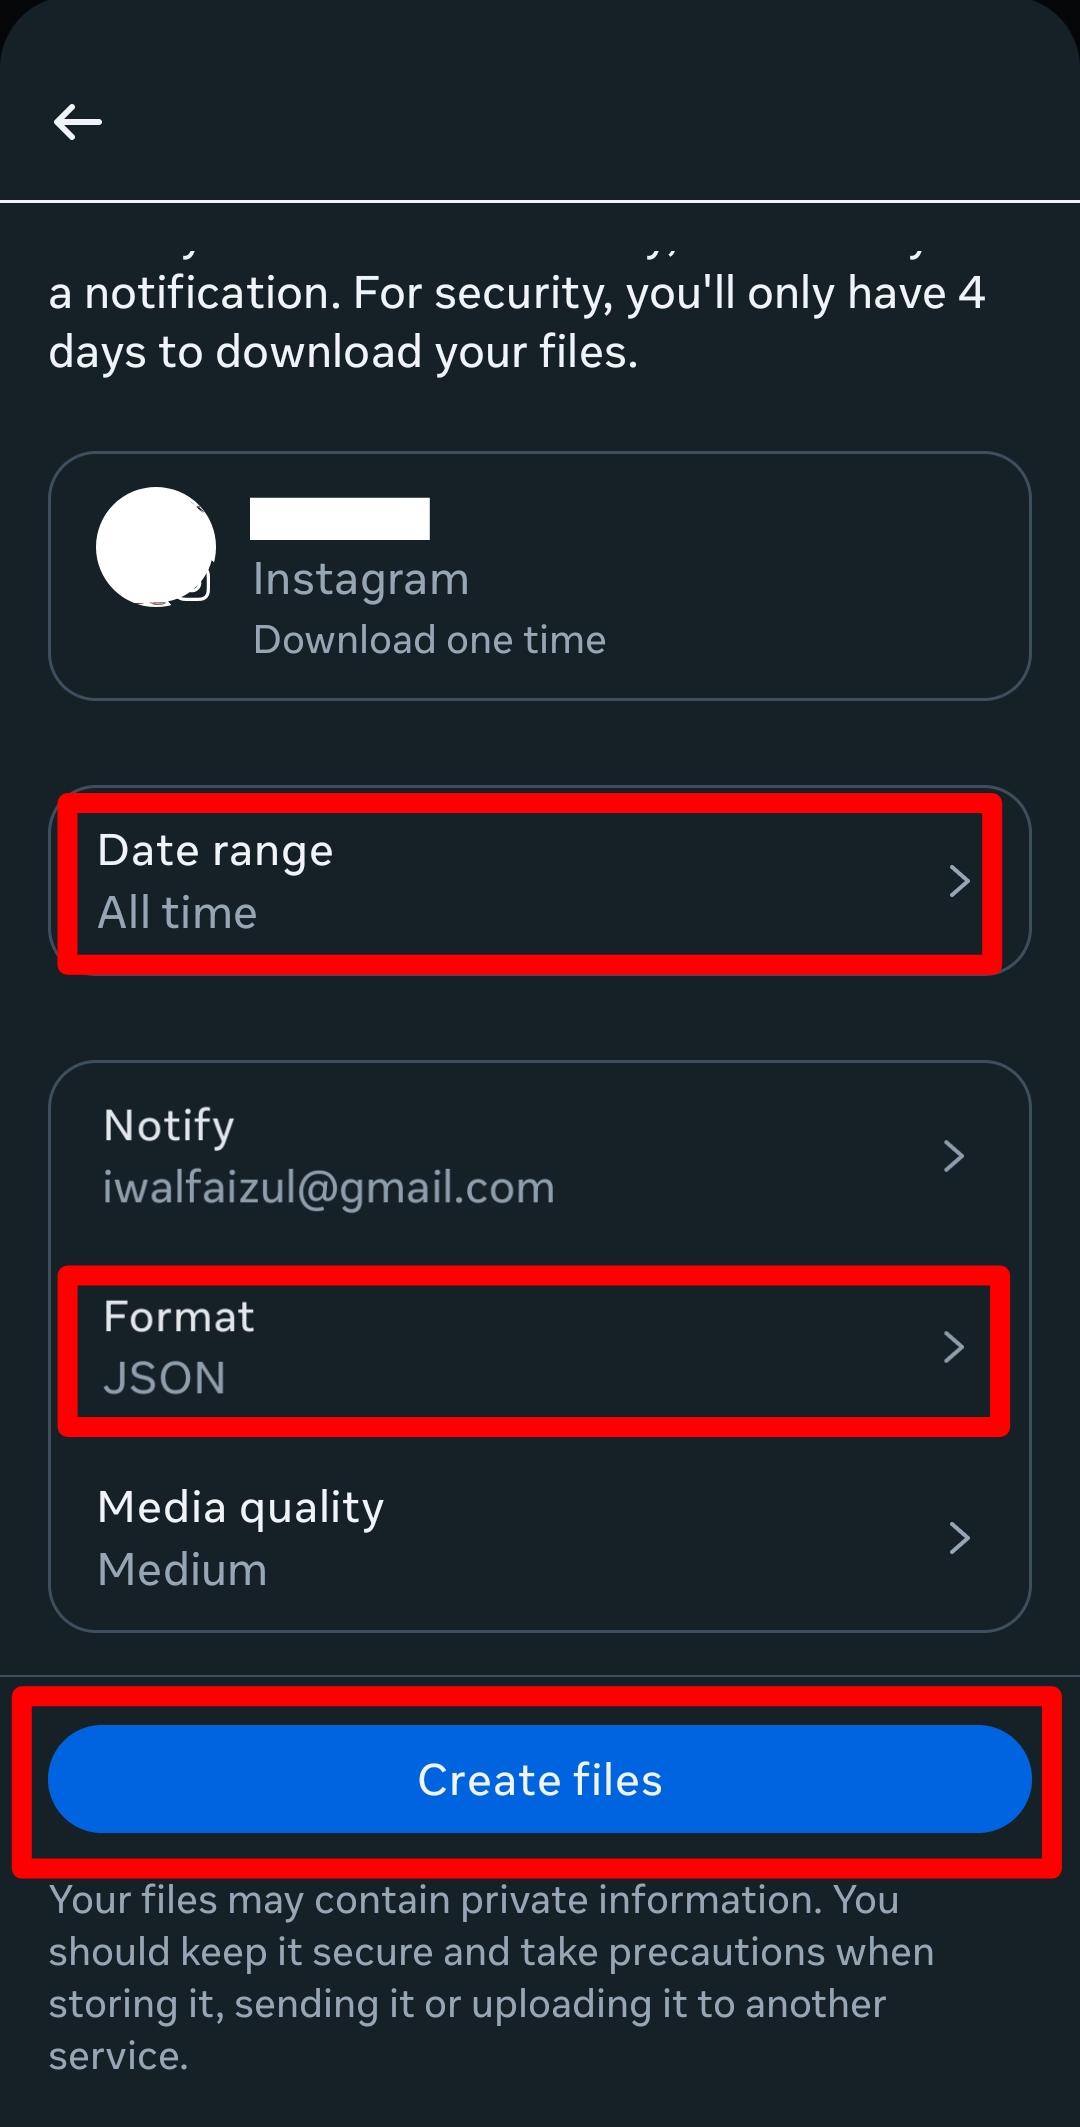 a notification. For security, you'll only have 4
days to download your files.
Instagram
Download one time
Date range
All time
Notify
iwalfaizul@gmail.com
Format
JSON
Media quality
Medium
Create files
Your files may contain private information. You
should keep it secure and take precautions when
storing it, sending it or uploading it to another
service.